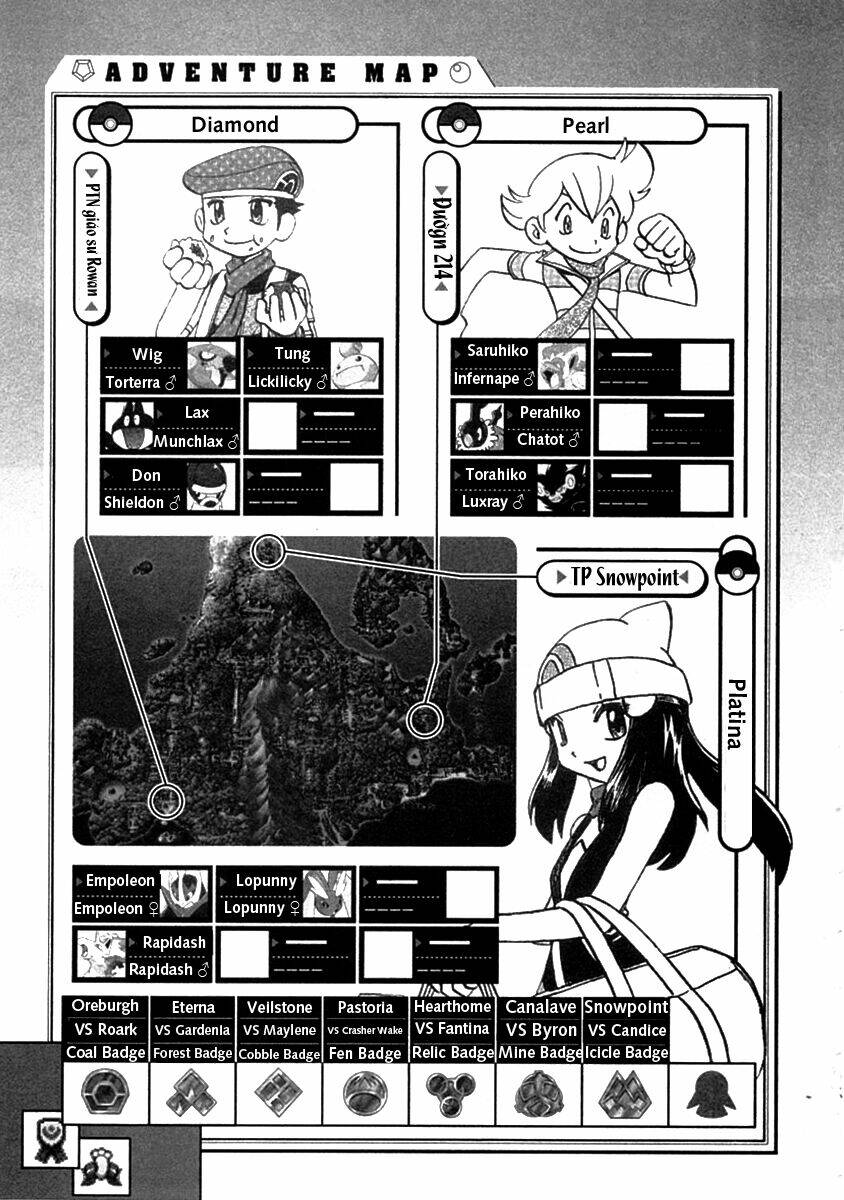 ADVENTURE MAP
Diamond
Pearl
PTN giáo sư Rowan
Đườgn 214
Wig
Torterra ♂
Tung
Lickilicky ♂
Lax
Munchlax ♂
Don
Shieldon ♂
Saruhiko
Infernape ♂
Perahiko
Chatot ♂
Torahiko
Luxray ♂
TP Snowpoint
Platina
Empoleon
Empoleon ♀
Lopunny
Lopunny ♀
Rapidash
Rapidash ♂
Oreburgh
VS Roark
Coal Badge
Eterna
VS Gardenia
Forest Badge
Veilstone
VS Maylene
Cobble Badge
Pastoria
VS Crasher Wake
Fen Badge
Hearthome
VS Fantina
Relic Badge
Canalave
VS Byron
Mine Badge
Snowpoint
VS Candice
Icicle Badge